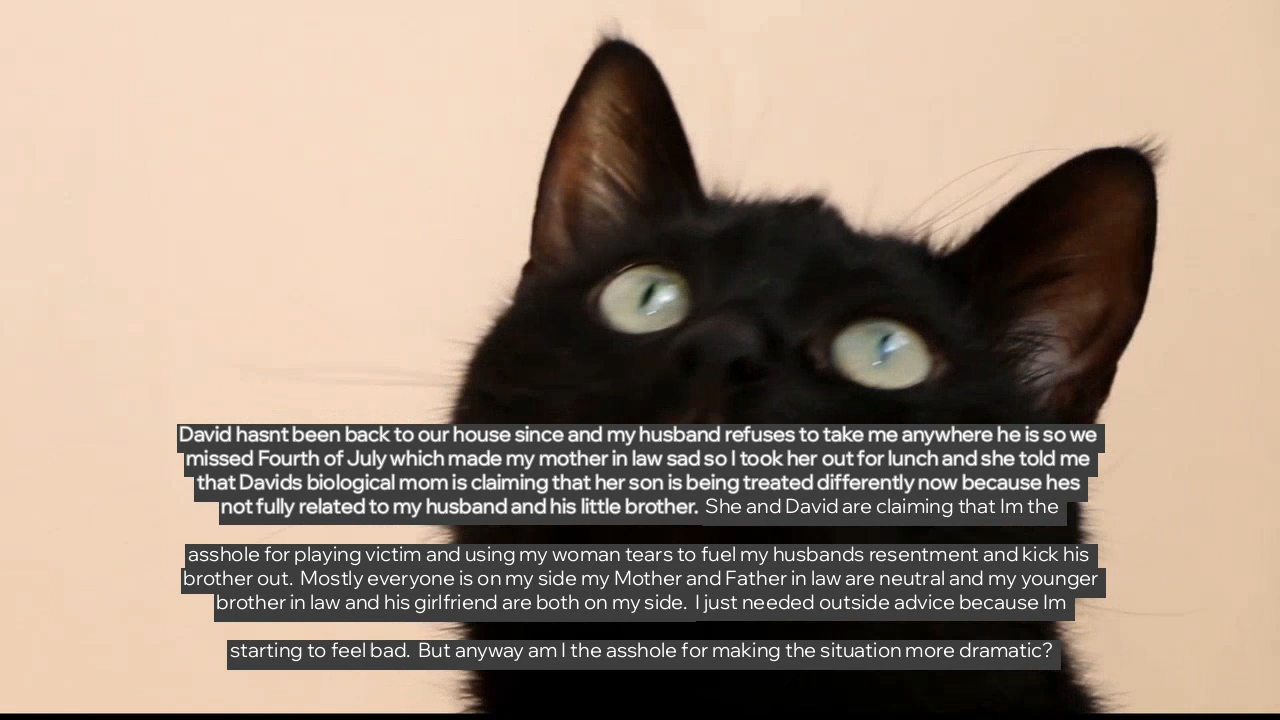 David hasnt been back to our house since and my husband refuses to take me anywhere he is so we
missed Fourth of July which made my mother in law sad so I took her out for lunch and she told me
that Davids biological mom is claiming that her son is being treated differently now because hes
not fully related to my husband and his little brother. She and David are claiming that Im the
asshole for playing victim and using my woman tears to fuel my husbands resentment and kick his
brother out. Mostly everyone is on my side my Mother and Father in law are neutral and my younger
brother in law and his girlfriend are both on my side. I just needed outside advice because Im
starting to feel bad. But anyway am I the asshole for making the situation more dramatic?